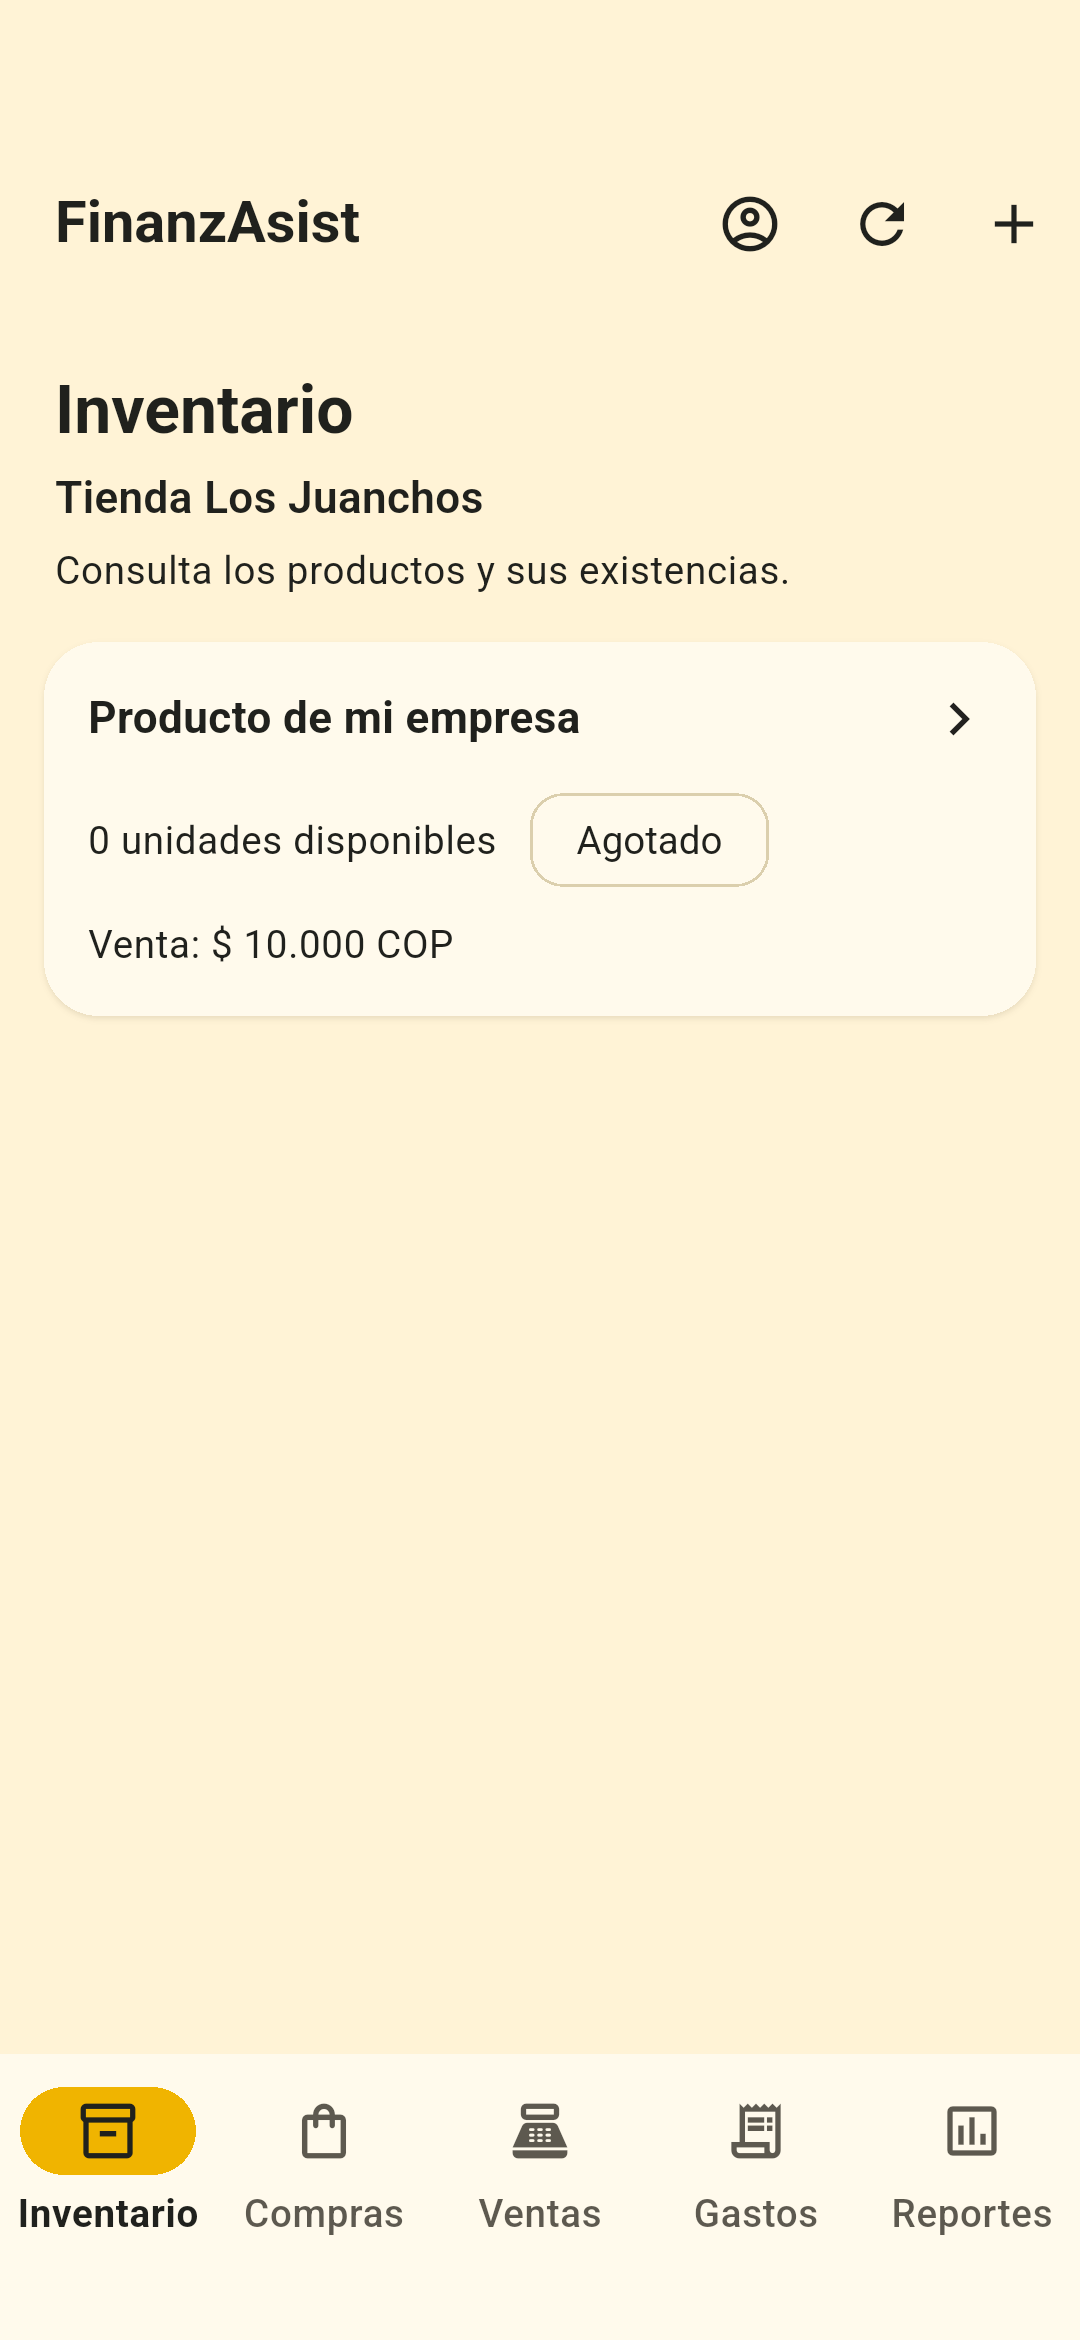 FinanzAsist
Inventario
Tienda Los Juanchos
Consulta los productos y sus existencias.
Producto de mi empresa
0 unidades disponibles
Agotado
Venta: $ 10.000 COP
Inventario
Compras
Ventas
Gastos
Reportes